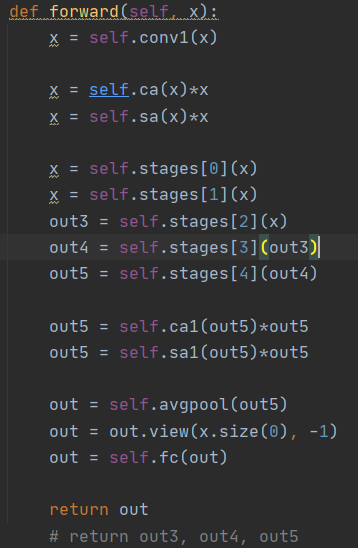 def forward(self, x):
    x = self.conv1(x)

    x = self.ca(x)*x
    x = self.sa(x)*x

    x = self.stages[0](x)
    x = self.stages[1](x)
    out3 = self.stages[2](x)
    out4 = self.stages[3](out3)
    out5 = self.stages[4](out4)

    out5 = self.ca1(out5)*out5
    out5 = self.sa1(out5)*out5

    out = self.avgpool(out5)
    out = out.view(x.size(0), -1)
    out = self.fc(out)

    return out
    # return out3, out4, out5